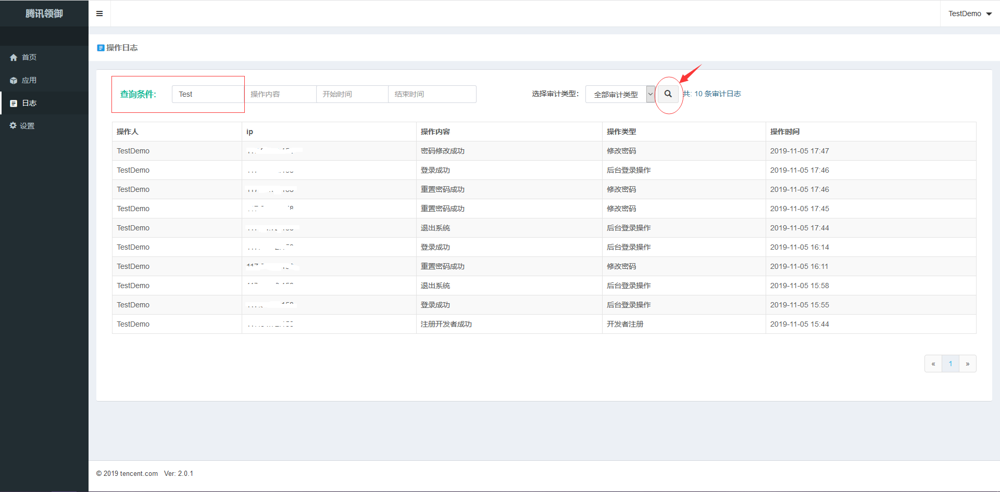 腾讯领御
TestDemo
首页
应用
日志
设置
操作日志
查询条件: Test 操作内容 开始时间 结束时间 选择审计类型: 全部审计类型 共: 10 条审计日志
操作人 ip 操作内容 操作类型 操作时间
TestDemo 密码修改成功 修改密码 2019-11-05 17:47
TestDemo 登录成功 后台登录操作 2019-11-05 17:46
TestDemo 重置密码成功 修改密码 2019-11-05 17:46
TestDemo 重置密码成功 修改密码 2019-11-05 17:45
TestDemo 退出系统 后台登录操作 2019-11-05 17:44
TestDemo 登录成功 后台登录操作 2019-11-05 16:14
TestDemo 重置密码成功 修改密码 2019-11-05 16:11
TestDemo 退出系统 后台登录操作 2019-11-05 15:58
TestDemo 登录成功 后台登录操作 2019-11-05 15:55
TestDemo 注册开发者成功 开发者注册 2019-11-05 15:44
« 1 »
© 2019 tencent.com Ver: 2.0.1